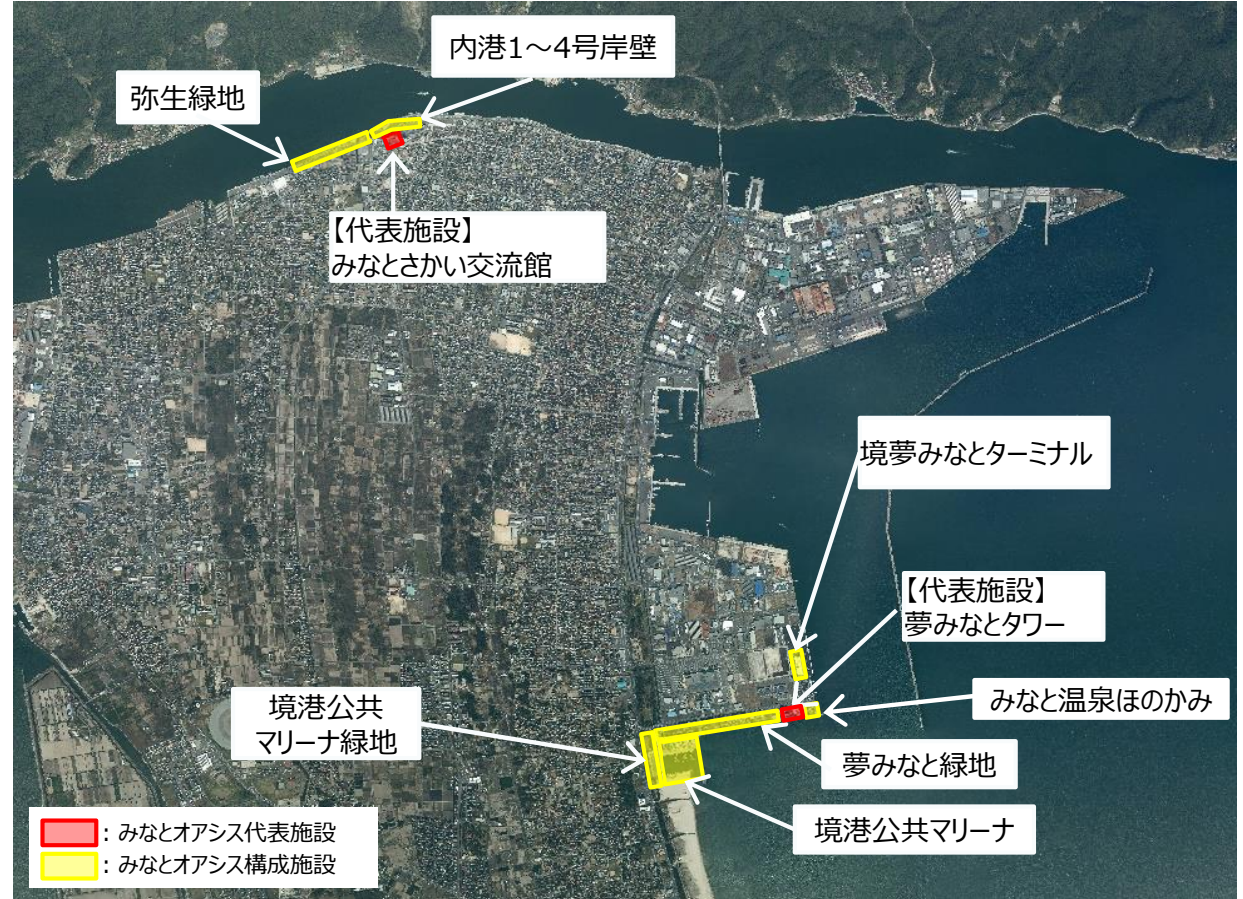 内港1～4号岸壁
弥生緑地
【代表施設】
みなとさかい交流館
境夢みなとターミナル
【代表施設】
夢みなとタワー
みなと温泉ほのかみ
境港公共
マリーナ緑地
夢みなと緑地
境港公共マリーナ
：みなとオアシス代表施設
：みなとオアシス構成施設